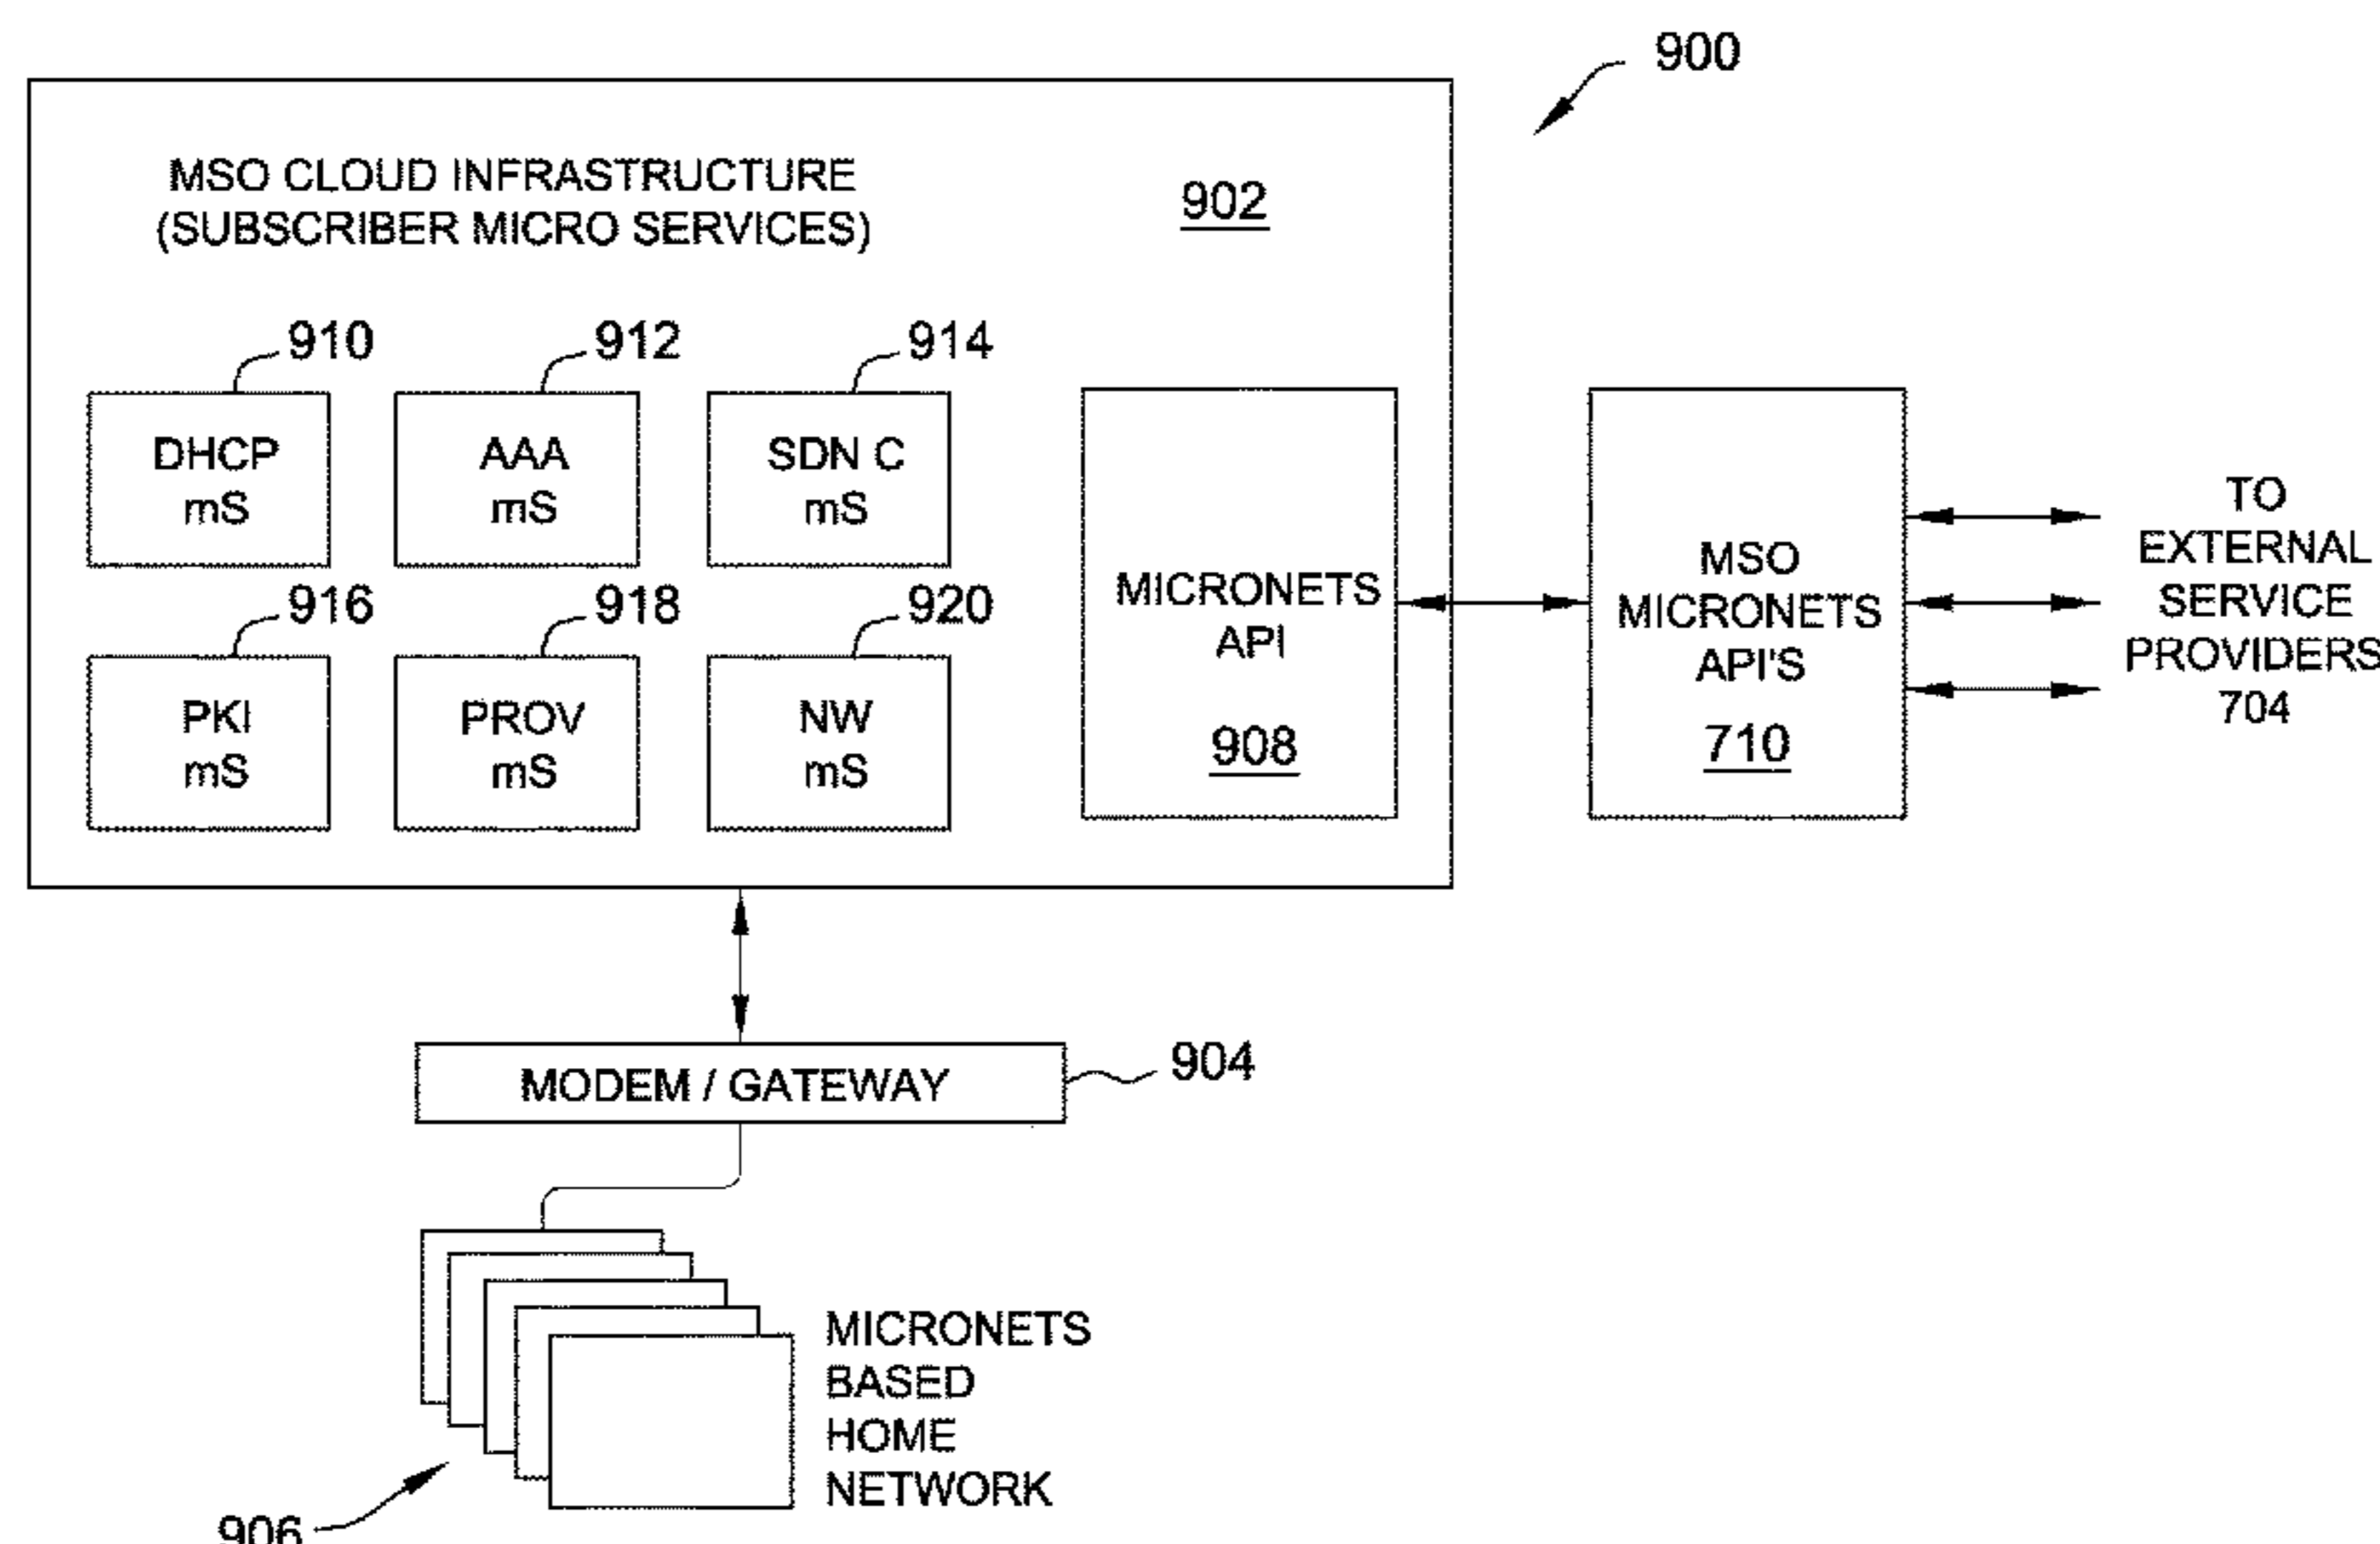 900
MSO CLOUD INFRASTRUCTURE
(SUBSCRIBER MICRO SERVICES)
902
910
912
914
DHCP
mS
AAA
mS
SDN C
mS
916
918
920
PKI
mS
PROV
mS
NW
mS
MICRONETS
API
908
MSO
MICRONETS
API'S
710
TO
EXTERNAL
SERVICE
PROVIDERS
704
MODEM / GATEWAY
904
MICRONETS
BASED
HOME
NETWORK
906